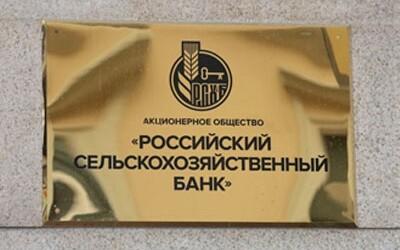 РСХБ
АКЦИОНЕРНОЕ ОБЩЕСТВО
«РОССИЙСКИЙ
СЕЛЬСКОХОЗЯЙСТВЕННЫЙ
БАНК»